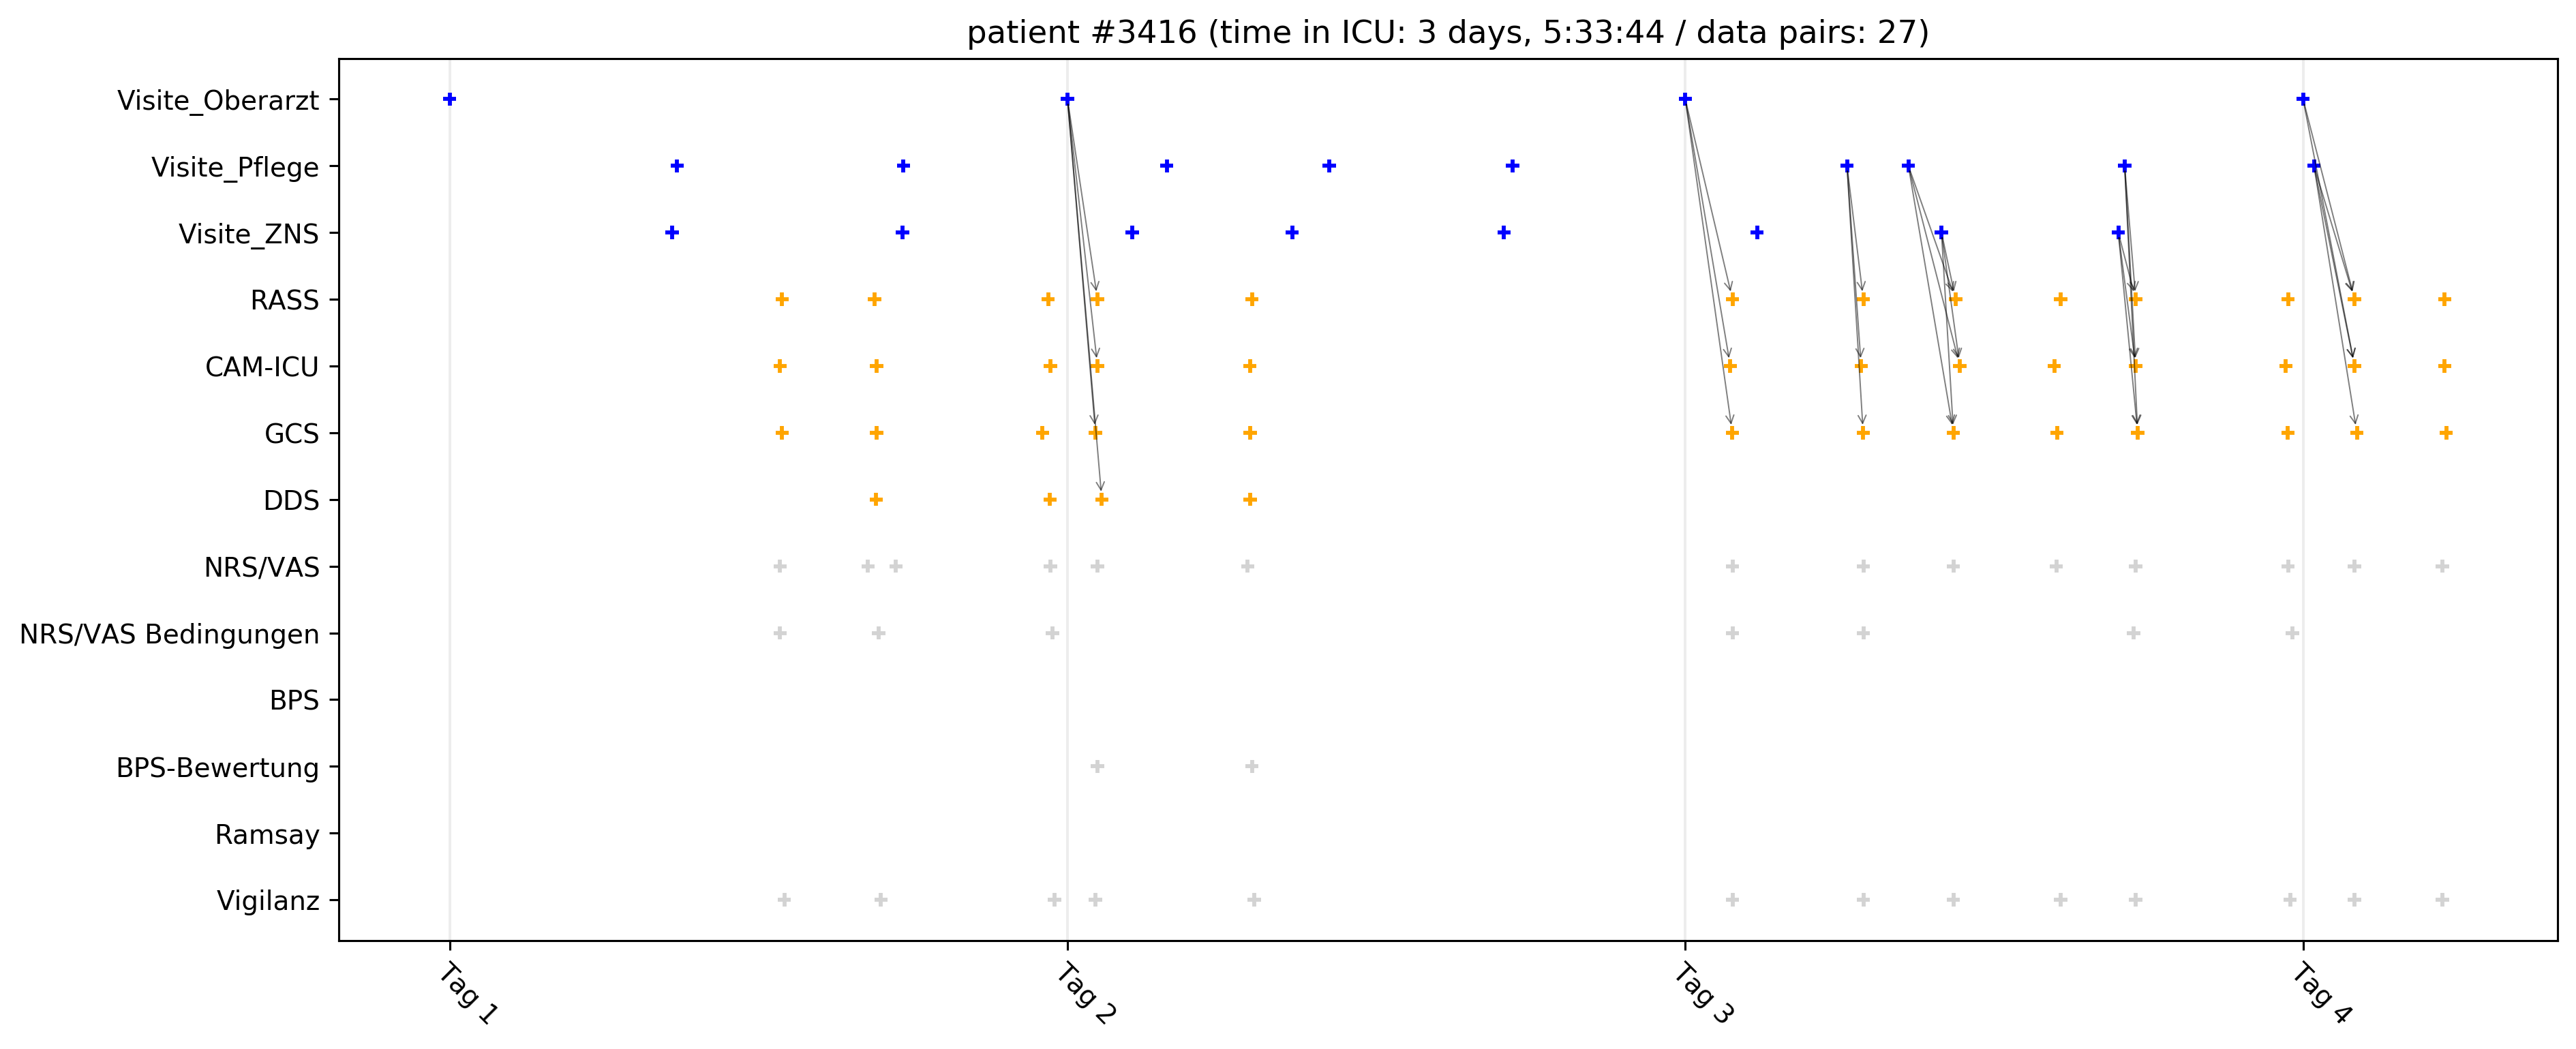 patient #3416 (time in ICU: 3 days, 5:33:44 / data pairs: 27)
Visite_Oberarzt
Visite_Pflege
Visite_ZNS
RASS
CAM-ICU
GCS
DDS
NRS/VAS
NRS/VAS Bedingungen
BPS
BPS-Bewertung
Ramsay
Vigilanz
Tag 1
Tag 2
Tag 3
Tag 4